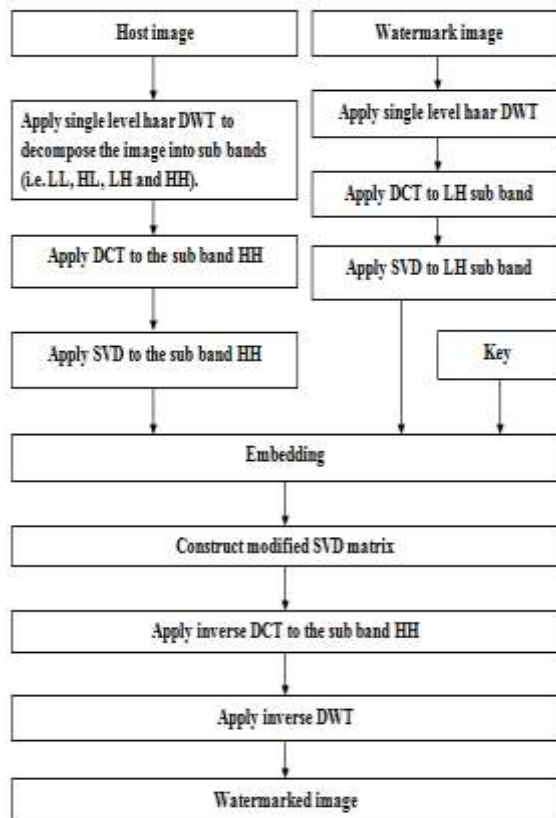 Host image
Watermark image
Apply single level haar DWT to
decompose the image into sub bands
(i.e. LL, HL, LH and HH).
Apply single level haar DWT
Apply DCT to LH sub band
Apply DCT to the sub band HH
Apply SVD to LH sub band
Apply SVD to the sub band HH
Key
Embedding
Construct modified SVD matrix
Apply inverse DCT to the sub band HH
Apply inverse DWT
Watermarked image